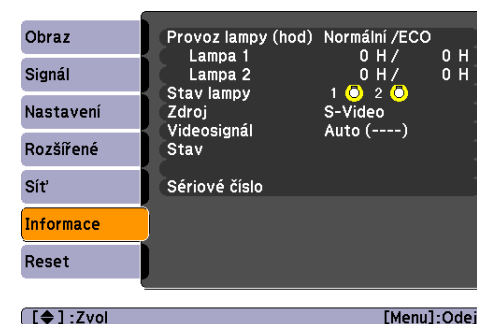 Obraz
Signál
Nastavení
Rozšířené
Síť
Informace
Reset
Provoz lampy (hod) Normální /ECO
Lampa 1 0 H / 0 H
Lampa 2 0 H / 0 H
Stav lampy 1 2
Zdroj S-Video
Videosignál Auto (----)
Stav
Sériové číslo
[◆] :Zvol [Menu]:Odej